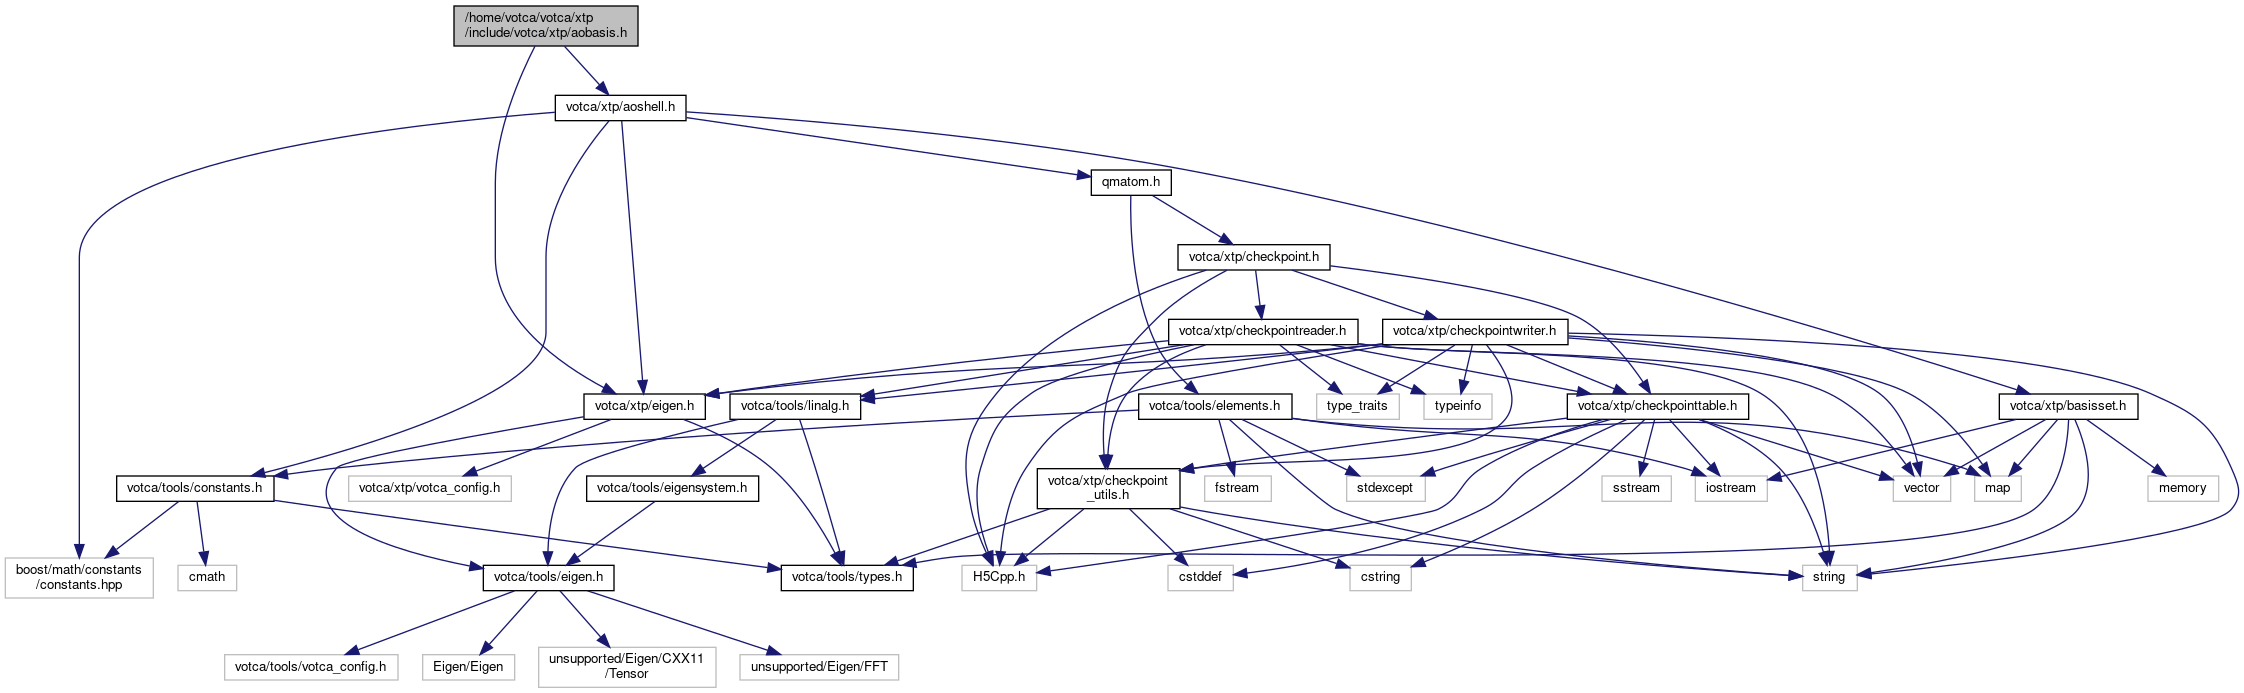 /home/votca/votca/xtp
/include/votca/xtp/aobasis.h
votca/xtp/aoshell.h
qmatom.h
votca/xtp/checkpoint.h
votca/xtp/checkpointreader.h
votca/xtp/checkpointwriter.h
votca/xtp/eigen.h
votca/tools/linalg.h
votca/tools/elements.h
type_traits
typeinfo
votca/xtp/checkpointtable.h
votca/xtp/basisset.h
votca/tools/constants.h
votca/xtp/votca_config.h
votca/tools/eigensystem.h
votca/xtp/checkpoint
_utils.h
fstream
stdexcept
sstream
iostream
vector
map
memory
boost/math/constants
/constants.hpp
cmath
votca/tools/eigen.h
votca/tools/types.h
H5Cpp.h
cstddef
cstring
string
votca/tools/votca_config.h
Eigen/Eigen
unsupported/Eigen/CXX11
/Tensor
unsupported/Eigen/FFT